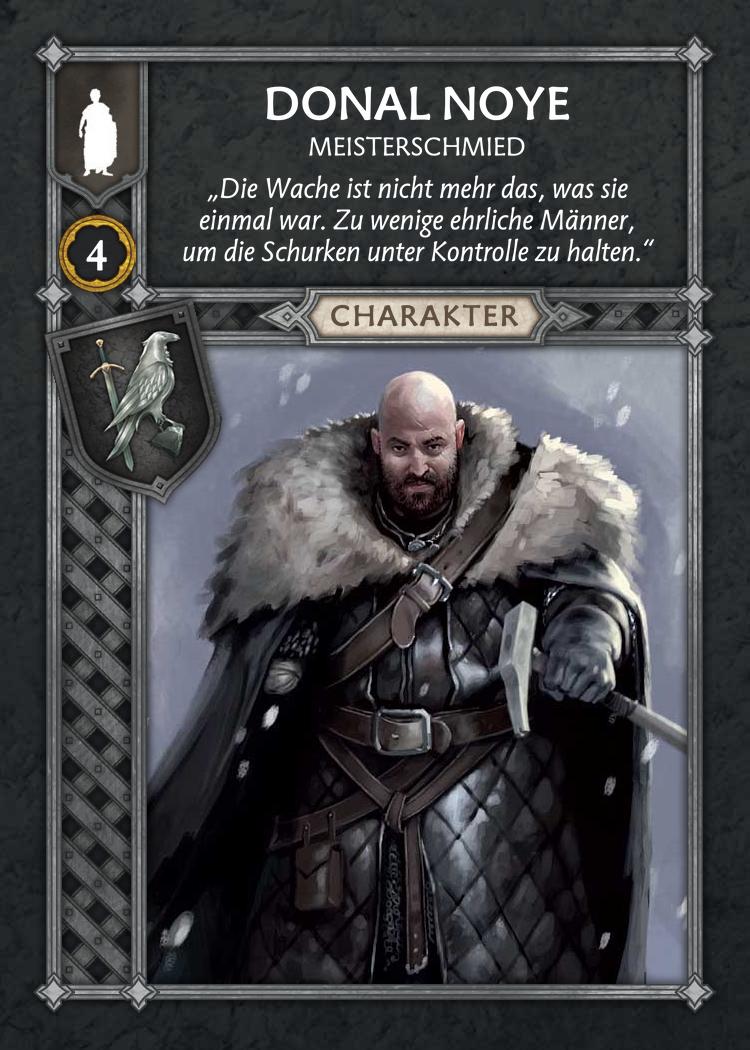 DONAL NOYE
MEISTERSCHMIED
„Die Wache ist nicht mehr das, was sie
einmal war. Zu wenige ehrliche Männer,
um die Schurken unter Kontrolle zu halten.“
4
CHARAKTER